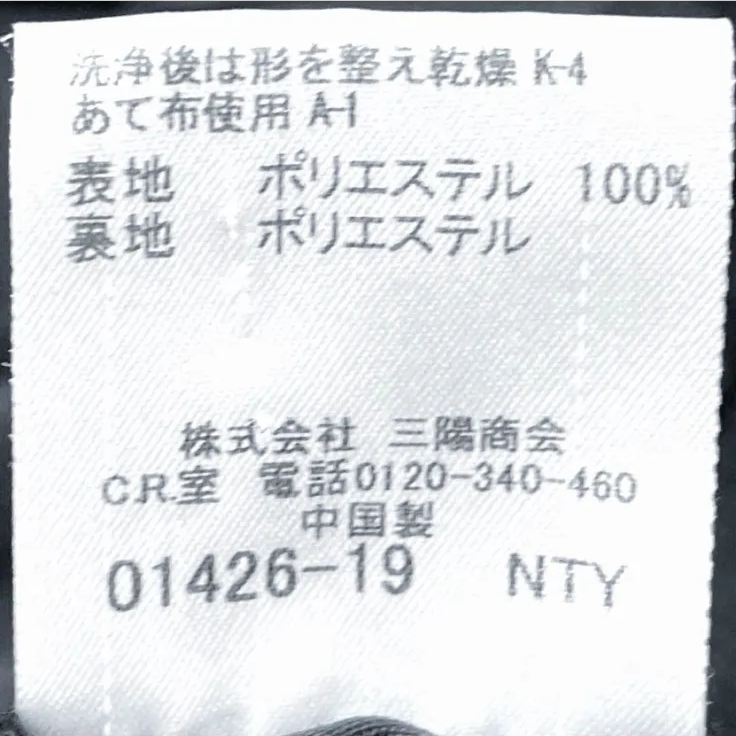 洗浄後は形を整え乾燥 K-4
あて布使用 A-1
表地 ポリエステル 100%
裏地 ポリエステル
株式会社 三陽商会
C.R.室 電話0120-340-460
中国製
01426-19 NTY